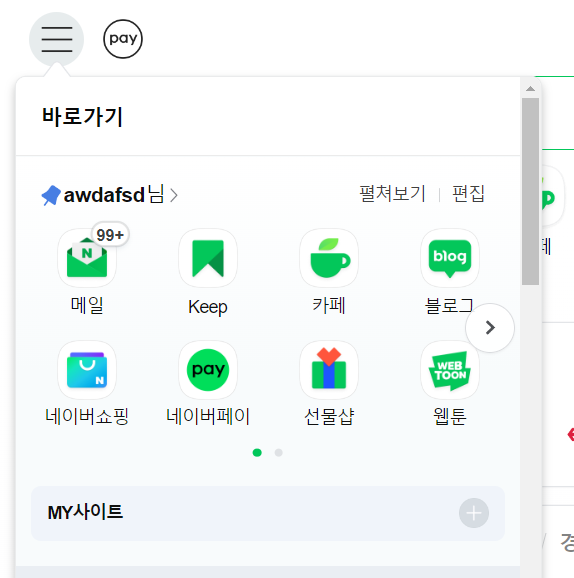 pay
바로가기
awdafsd님
펼쳐보기
편집
99+
N
메일
Keep
카페
blog
블로그
N
네이버쇼핑
pay
네이버페이
선물샵
WEB
TOON
웹툰
MY사이트